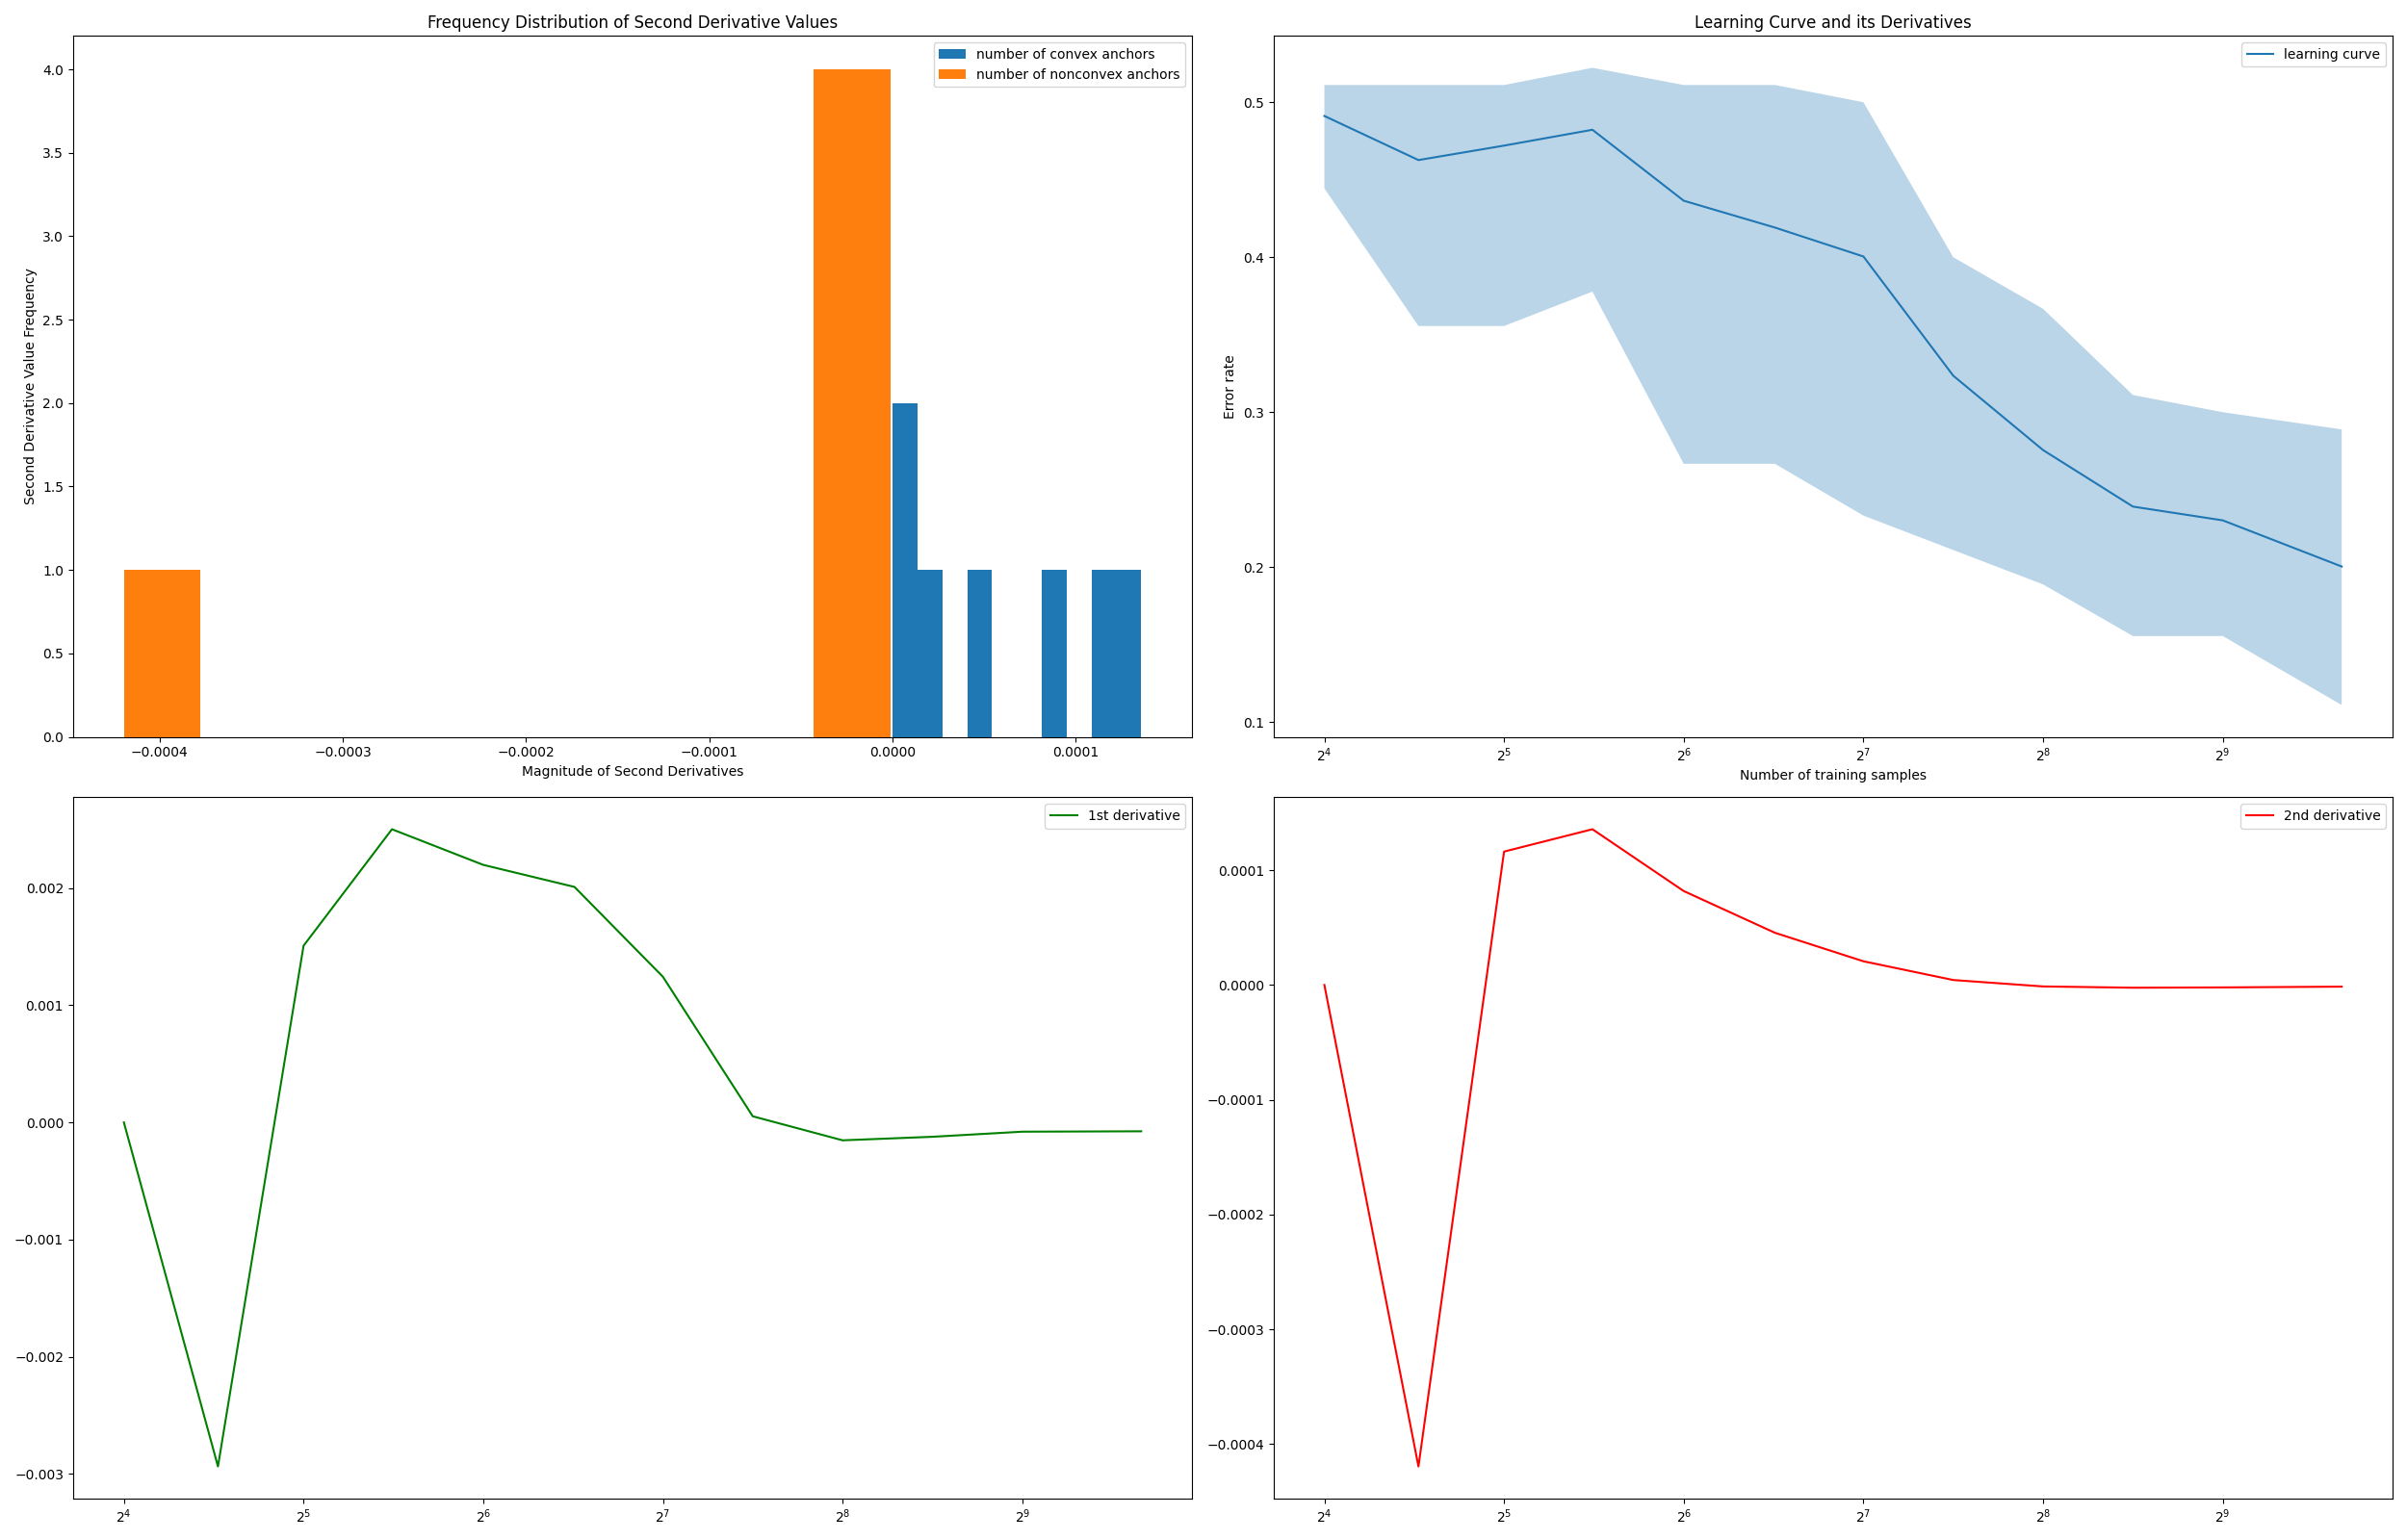 Frequency Distribution of Second Derivative Values
number of convex anchors
number of nonconvex anchors
Second Derivative Value Frequency
4.0
3.5
3.0
2.5
2.0
1.5
1.0
0.5
0.0
−0.0004 −0.0003 −0.0002 −0.0001 0.0000 0.0001
Magnitude of Second Derivatives
Learning Curve and its Derivatives
learning curve
Error rate
0.5
0.4
0.3
0.2
0.1
2⁴ 2⁵ 2⁶ 2⁷ 2⁸ 2⁹
Number of training samples
1st derivative
0.002
0.001
0.000
−0.001
−0.002
−0.003
2⁴ 2⁵ 2⁶ 2⁷ 2⁸ 2⁹
2nd derivative
0.0001
0.0000
−0.0001
−0.0002
−0.0003
−0.0004
2⁴ 2⁵ 2⁶ 2⁷ 2⁸ 2⁹